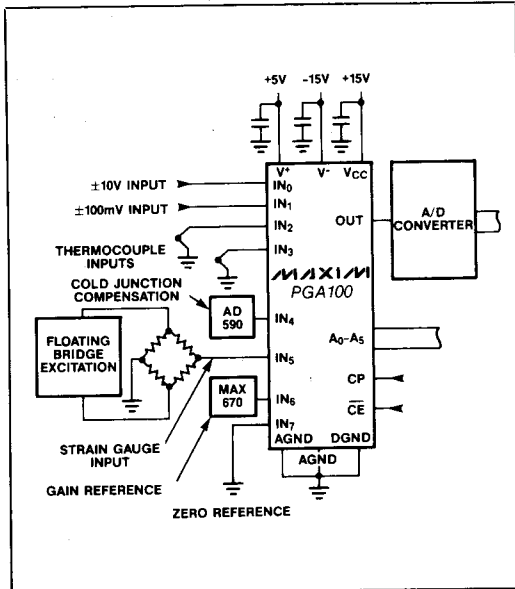 +5V -15V +15V
V+ V- VCC
±10V INPUT IN0
±100mV INPUT IN1
IN2
IN3
THERMOCOUPLE
INPUTS
OUT
A/D
CONVERTER
MAXIM
PGA100
COLD JUNCTION
COMPENSATION
AD
590
IN4
FLOATING
BRIDGE
EXCITATION
IN5
A0-A5
MAX
670
IN6
IN7
CP
CE
AGND DGND
AGND
STRAIN GAUGE
INPUT
GAIN REFERENCE
ZERO REFERENCE